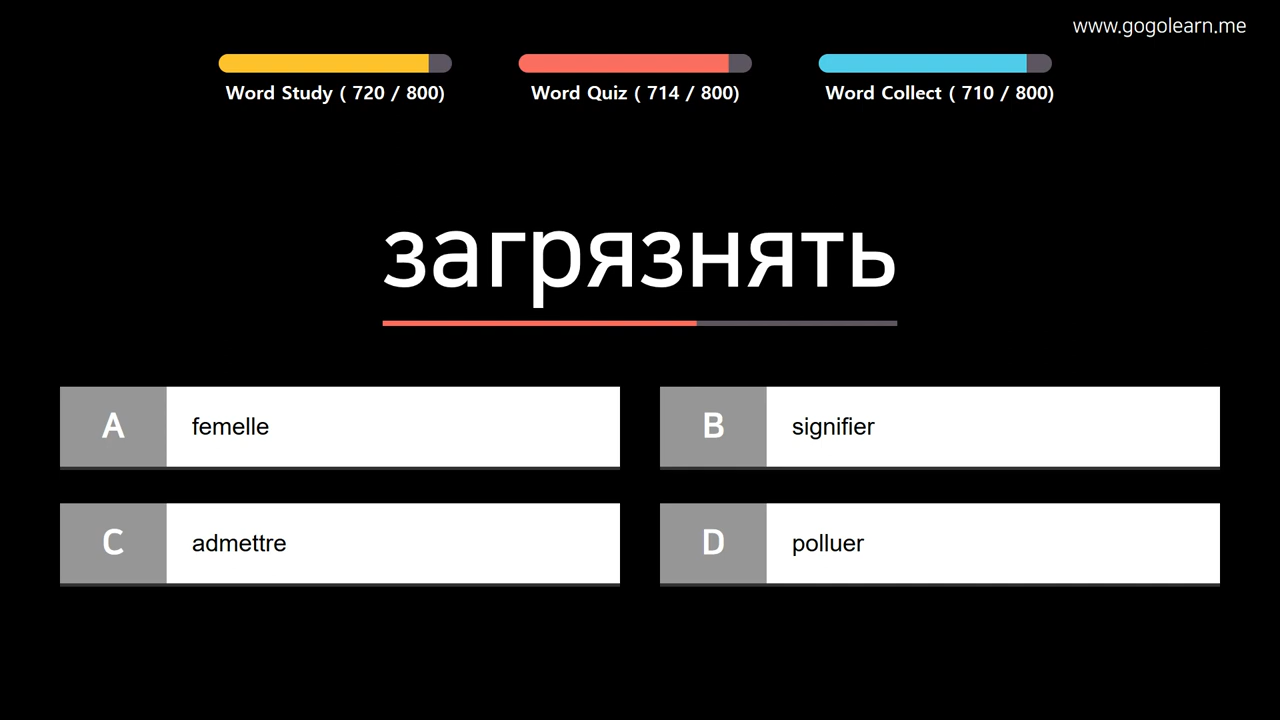 www.gogolearn.me
Word Study ( 720 / 800)
Word Quiz ( 714 / 800)
Word Collect ( 710 / 800)
загрязнять
A femelle
B signifier
C admettre
D polluer